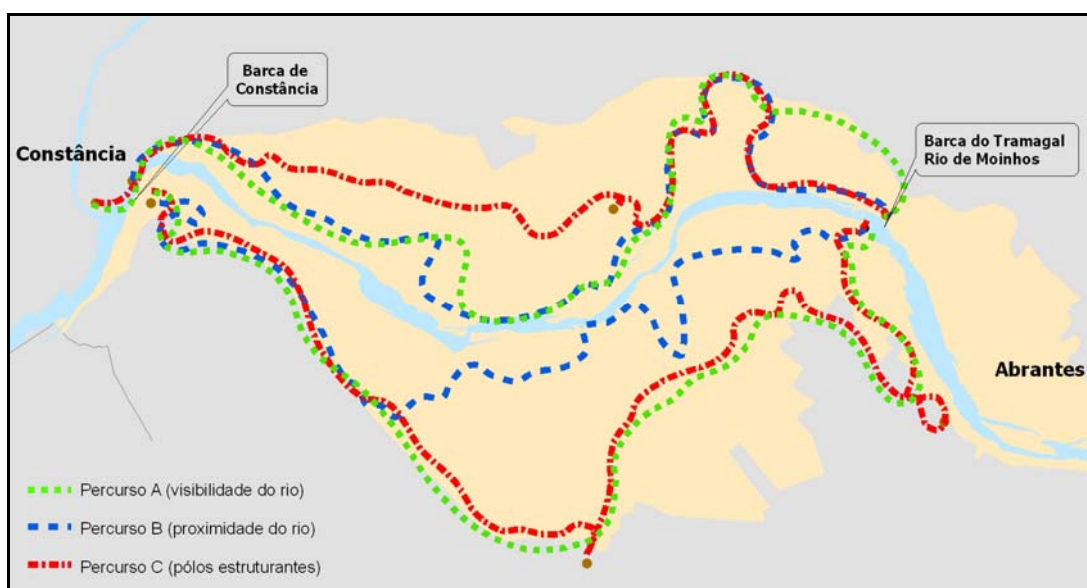 Barca de
Constância
Constância
Barca do Tramagal
Rio de Moinhos
Abrantes
Percurso A (visibilidade do rio)
Percurso B (proximidade do rio)
Percurso C (pólos estruturantes)